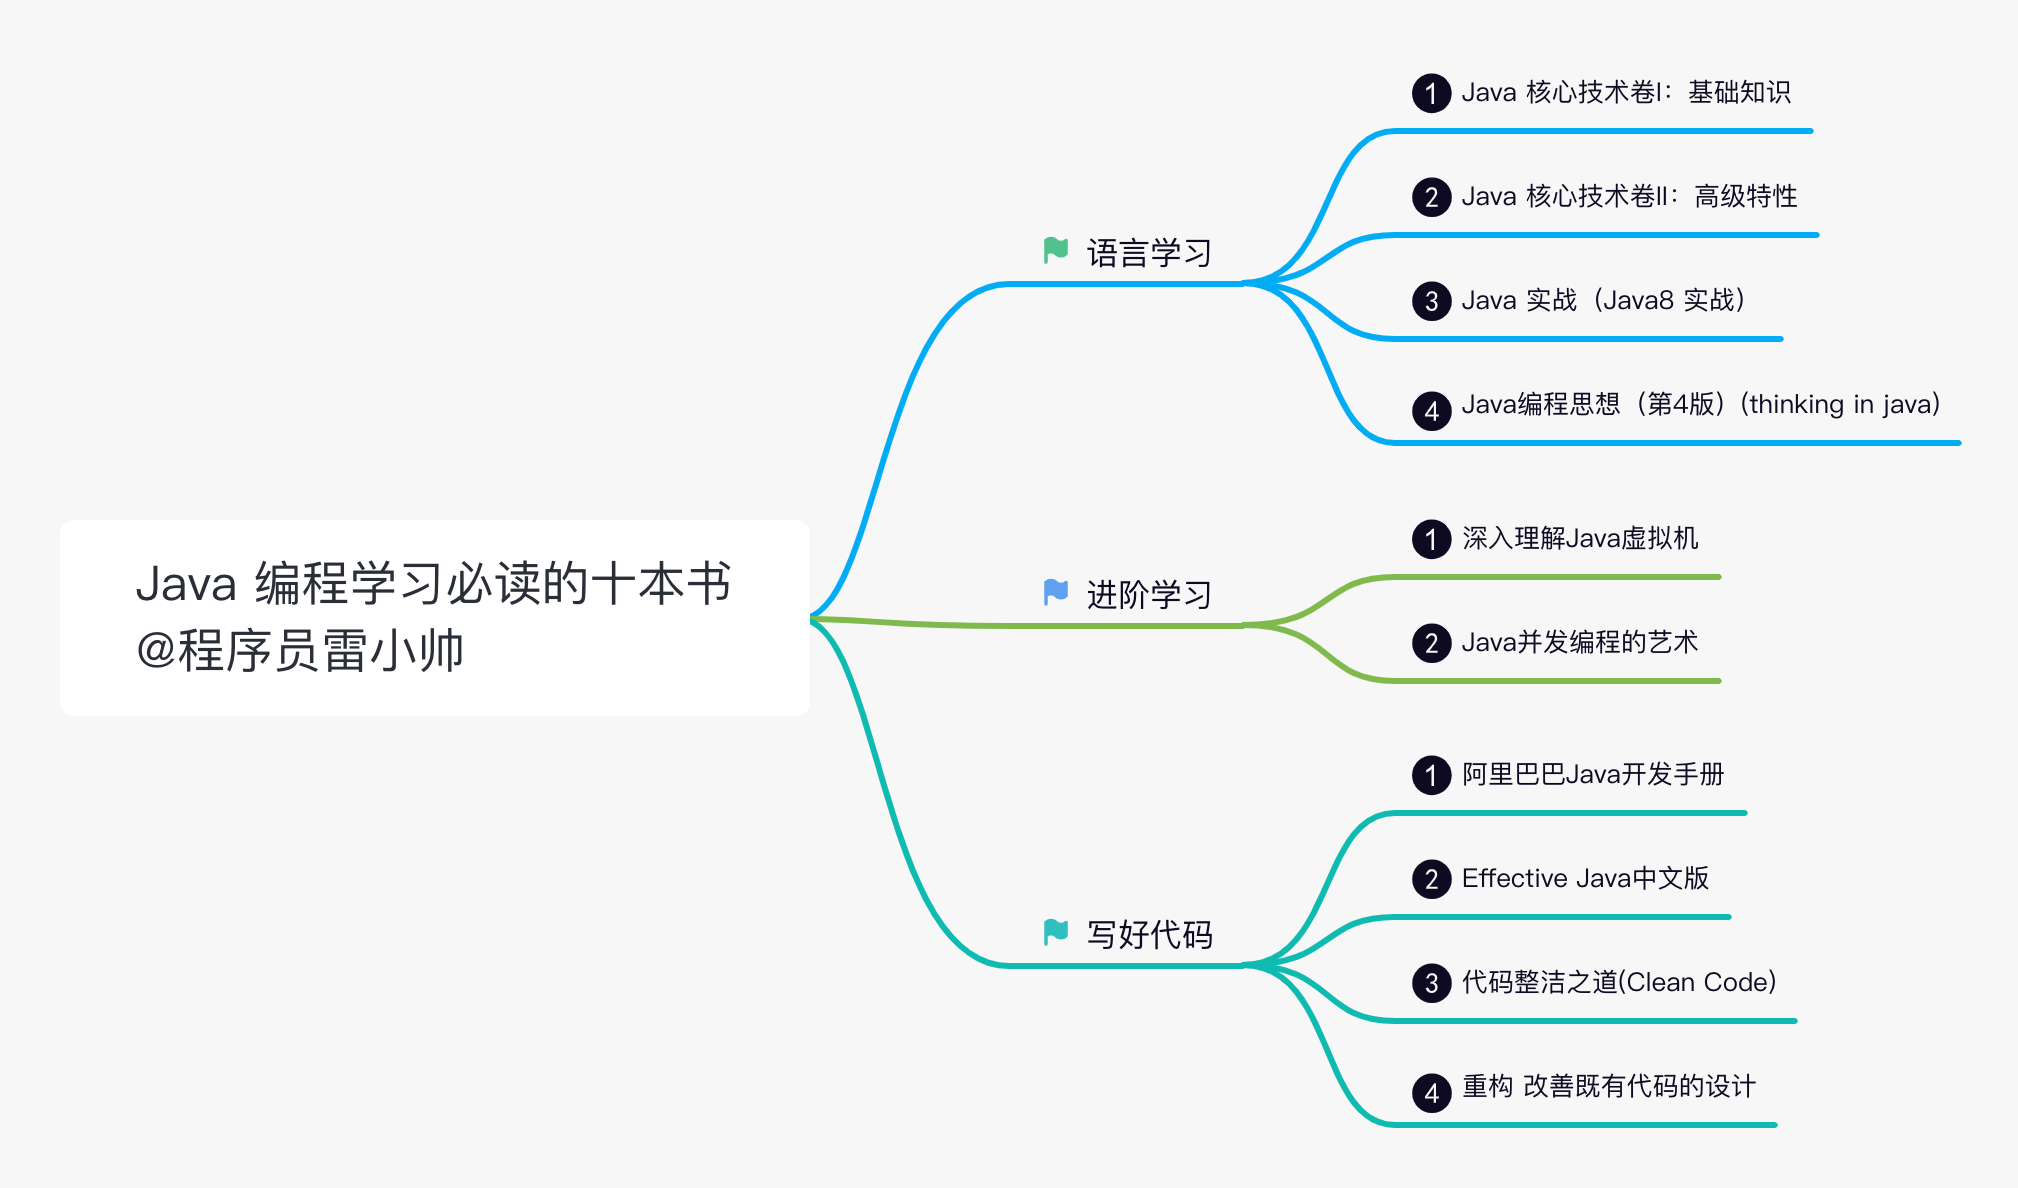 Java 编程学习必读的十本书
@程序员雷小帅
语言学习
1 Java 核心技术卷I：基础知识
2 Java 核心技术卷II：高级特性
3 Java 实战（Java8 实战）
4 Java编程思想（第4版）(thinking in java)
进阶学习
1 深入理解Java虚拟机
2 Java并发编程的艺术
写好代码
1 阿里巴巴Java开发手册
2 Effective Java中文版
3 代码整洁之道(Clean Code)
4 重构 改善既有代码的设计